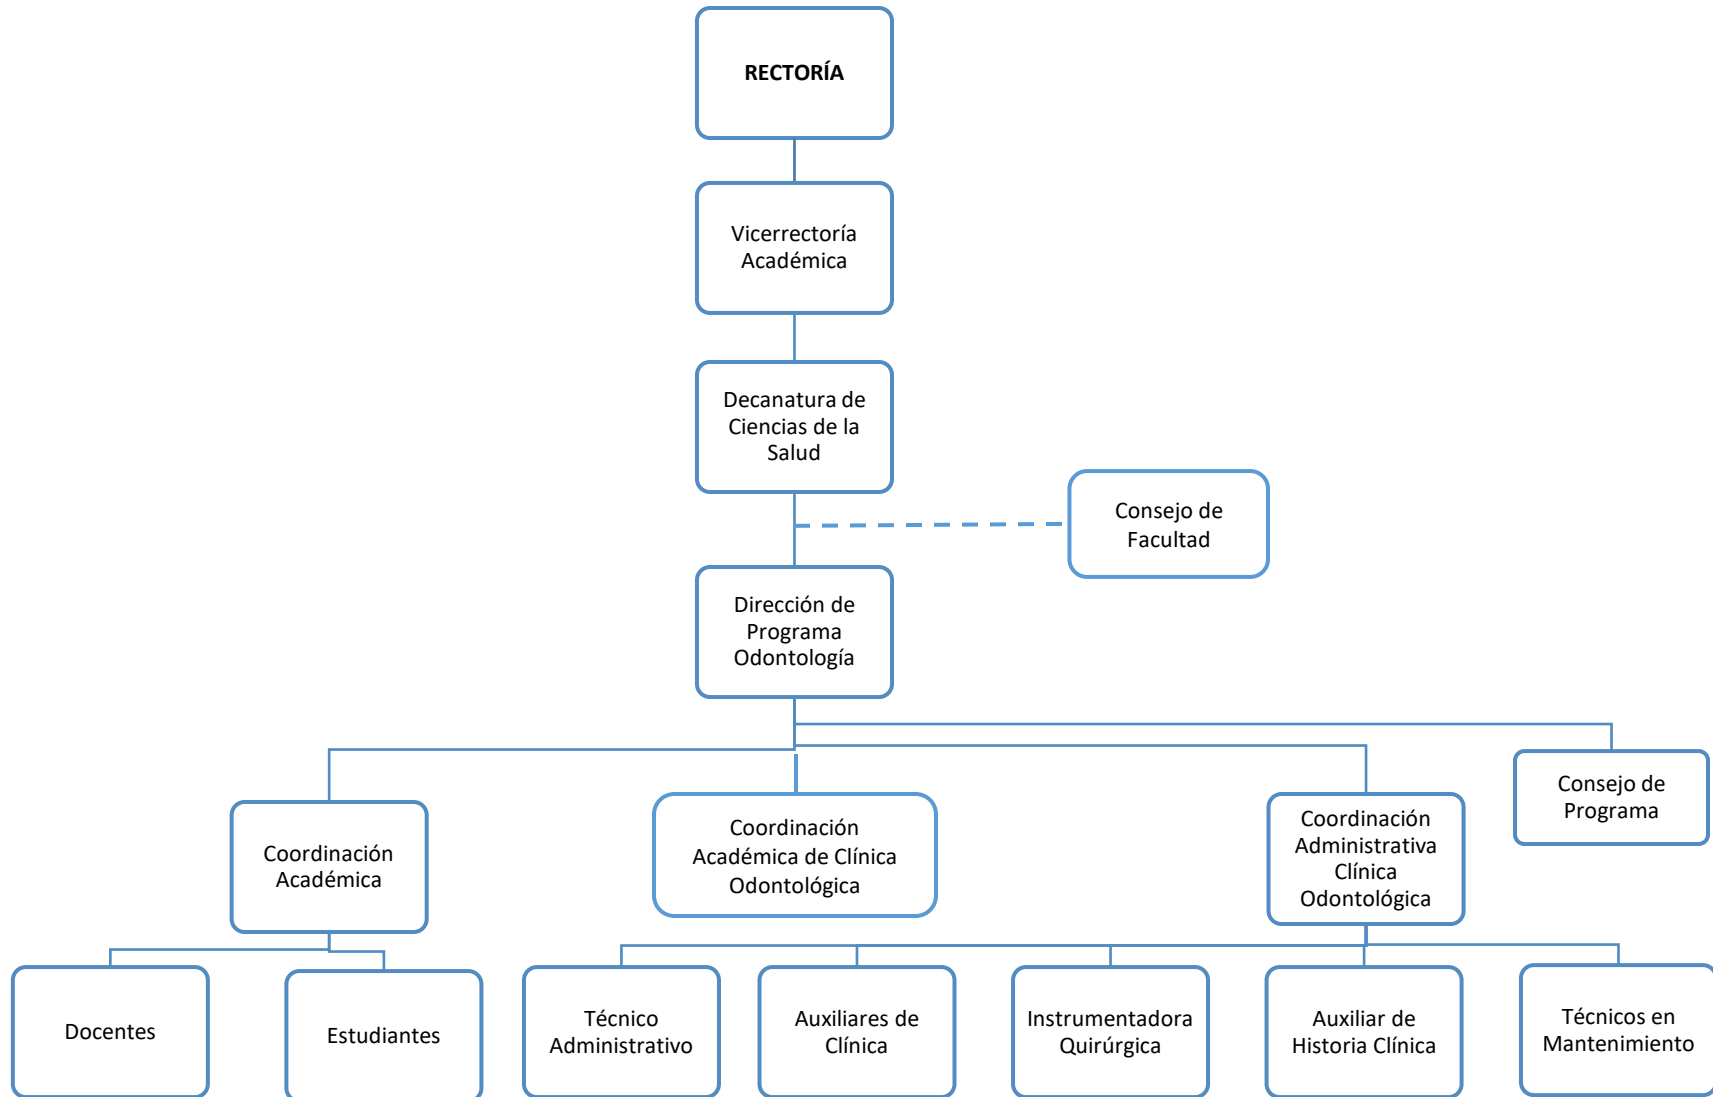 RECTORÍA
Vicerrectoría
Académica
Decanatura de
Ciencias de la
Salud
Consejo de
Facultad
Dirección de
Programa
Odontología
Coordinación
Académica
Coordinación
Académica de Clínica
Odontológica
Coordinación
Administrativa
Clínica
Odontológica
Consejo de
Programa
Docentes
Estudiantes
Técnico
Administrativo
Auxiliares de
Clínica
Instrumentadora
Quirúrgica
Auxiliar de
Historia Clínica
Técnicos en
Mantenimiento